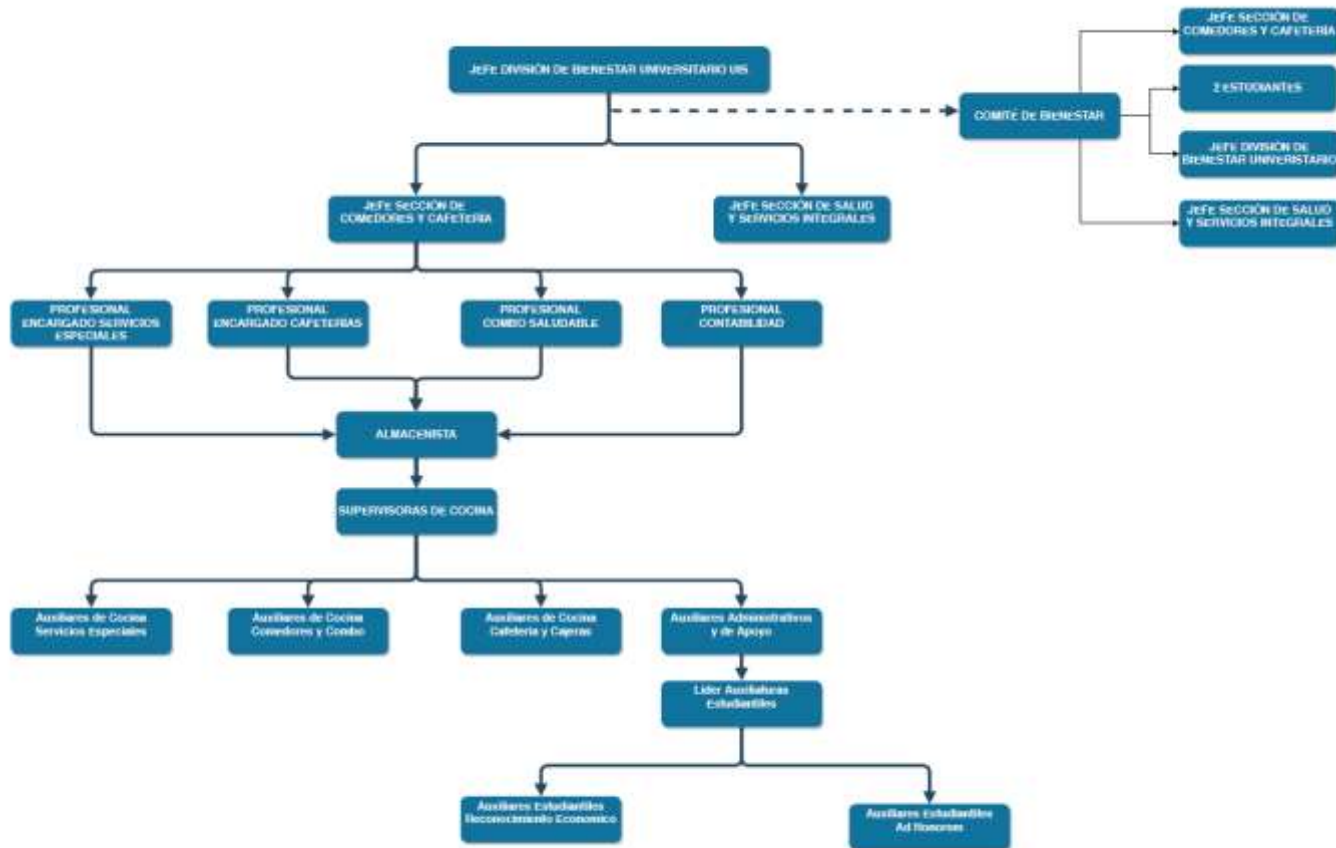 JEFE DIVISIÓN DE BIENESTAR UNIVERSITARIO UIS
COMITÉ DE BIENESTAR
JEFE SECCIÓN DE
COMEDORES Y CAFETERÍA
2 ESTUDIANTES
JEFE DIVISIÓN DE
BIENESTAR UNIVERISTARIO
JEFE SECCIÓN DE SALUD
Y SERVICIOS INTEGRALES
JEFE SECCIÓN DE
COMEDORES Y CAFETERIA
JEFE SECCIÓN DE SALUD
Y SERVICIOS INTEGRALES
PROFESIONAL
ENCARGADO SERVICIOS
ESPECIALES
PROFESIONAL
ENCARGADO CAFETERÍAS
PROFESIONAL
COMBO SALUDABLE
PROFESIONAL
CONTABILIDAD
ALMACENISTA
SUPERVISORAS DE COCINA
Auxiliares de Cocina
Servicios Especiales
Auxiliares de Cocina
Comedores y Combo
Auxiliares de Cocina
Cafeteria y Cajeras
Auxiliares Administrativos
y de Apoyo
Lider Auxiliaturas
Estudiantiles
Auxiliares Estudiantiles
Reconocimiento Economico
Auxiliares Estudiantiles
Ad Honorem